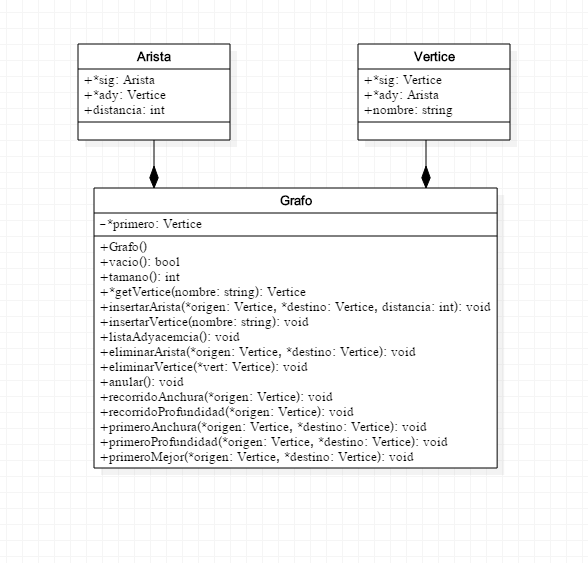 Arista
+*sig: Arista
+*ady: Vertice
+distancia: int
Vertice
+*sig: Vertice
+*ady: Arista
+nombre: string
Grafo
-*primero: Vertice
+Grafo()
+vacio(): bool
+tamano(): int
+*getVertice(nombre: string): Vertice
+insertarArista(*origen: Vertice, *destino: Vertice, distancia: int): void
+insertarVertice(nombre: string): void
+listaAdyacemcia(): void
+eliminarArista(*origen: Vertice, *destino: Vertice): void
+eliminarVertice(*vert: Vertice): void
+anular(): void
+recorridoAnchura(*origen: Vertice): void
+recorridoProfundidad(*origen: Vertice): void
+primeroAnchura(*origen: Vertice, *destino: Vertice): void
+primeroProfundidad(*origen: Vertice, *destino: Vertice): void
+primeroMejor(*origen: Vertice, *destino: Vertice): void